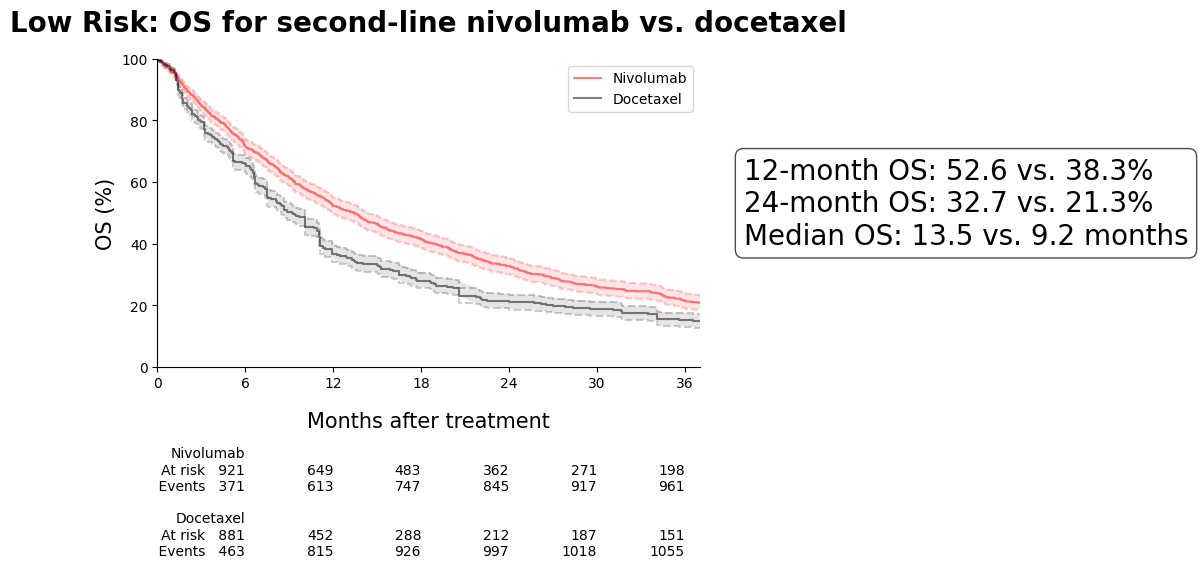 Low Risk: OS for second-line nivolumab vs. docetaxel
100
80
60
40
20
0
OS (%)
Nivolumab
Docetaxel
12-month OS: 52.6 vs. 38.3%
24-month OS: 32.7 vs. 21.3%
Median OS: 13.5 vs. 9.2 months
0 6 12 18 24 30 36
Months after treatment
Nivolumab
At risk 921 649 483 362 271 198
Events 371 613 747 845 917 961
Docetaxel
At risk 881 452 288 212 187 151
Events 463 815 926 997 1018 1055